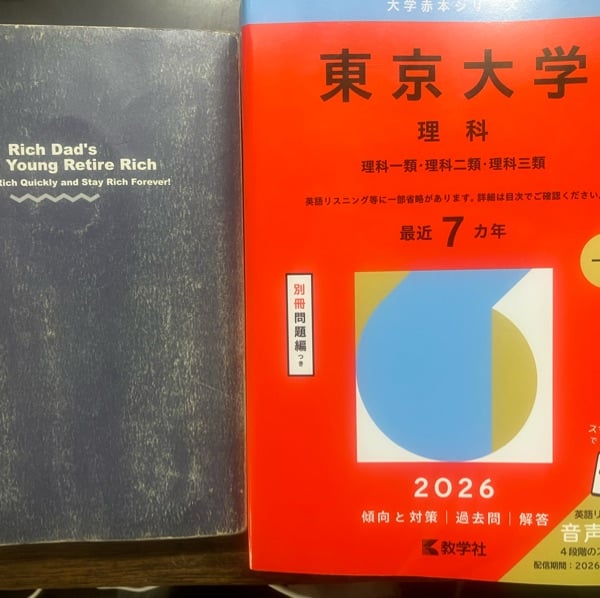 Rich Dad's
Young Retire Rich
Rich Quickly and Stay Rich Forever!
大学赤本シリーズ
東京大学
理科
理科一類・理科二類・理科三類
英語リスニング等に一部省略があります。詳細は目次でご確認ください。
最近7カ年
別冊問題編つき
2026
傾向と対策|過去問|解答
教学社
英語リ
音声
4段階のス
配信期間:2026